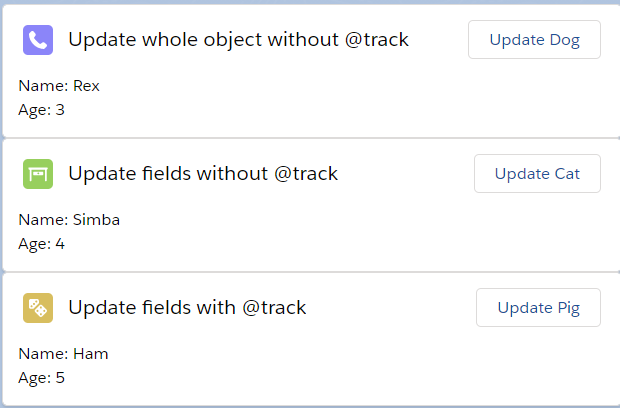 Update whole object without @track
Update Dog
Name: Rex
Age: 3
Update fields without @track
Update Cat
Name: Simba
Age: 4
Update fields with @track
Update Pig
Name: Ham
Age: 5